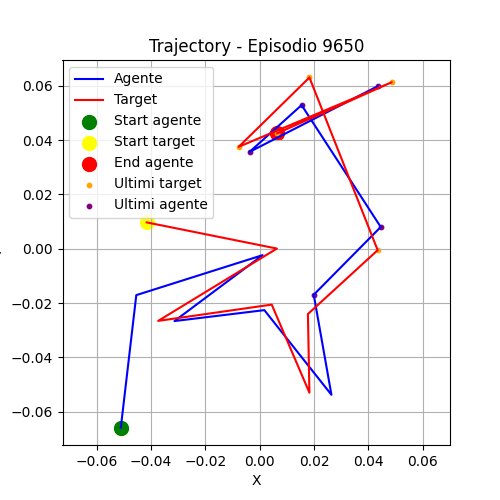 Trajectory - Episodio 9650
Agente
Target
Start agente
Start target
End agente
Ultimi target
Ultimi agente
0.06
0.04
0.02
0.00
−0.02
−0.04
−0.06
−0.06
−0.04
−0.02
0.00
0.02
0.04
0.06
X